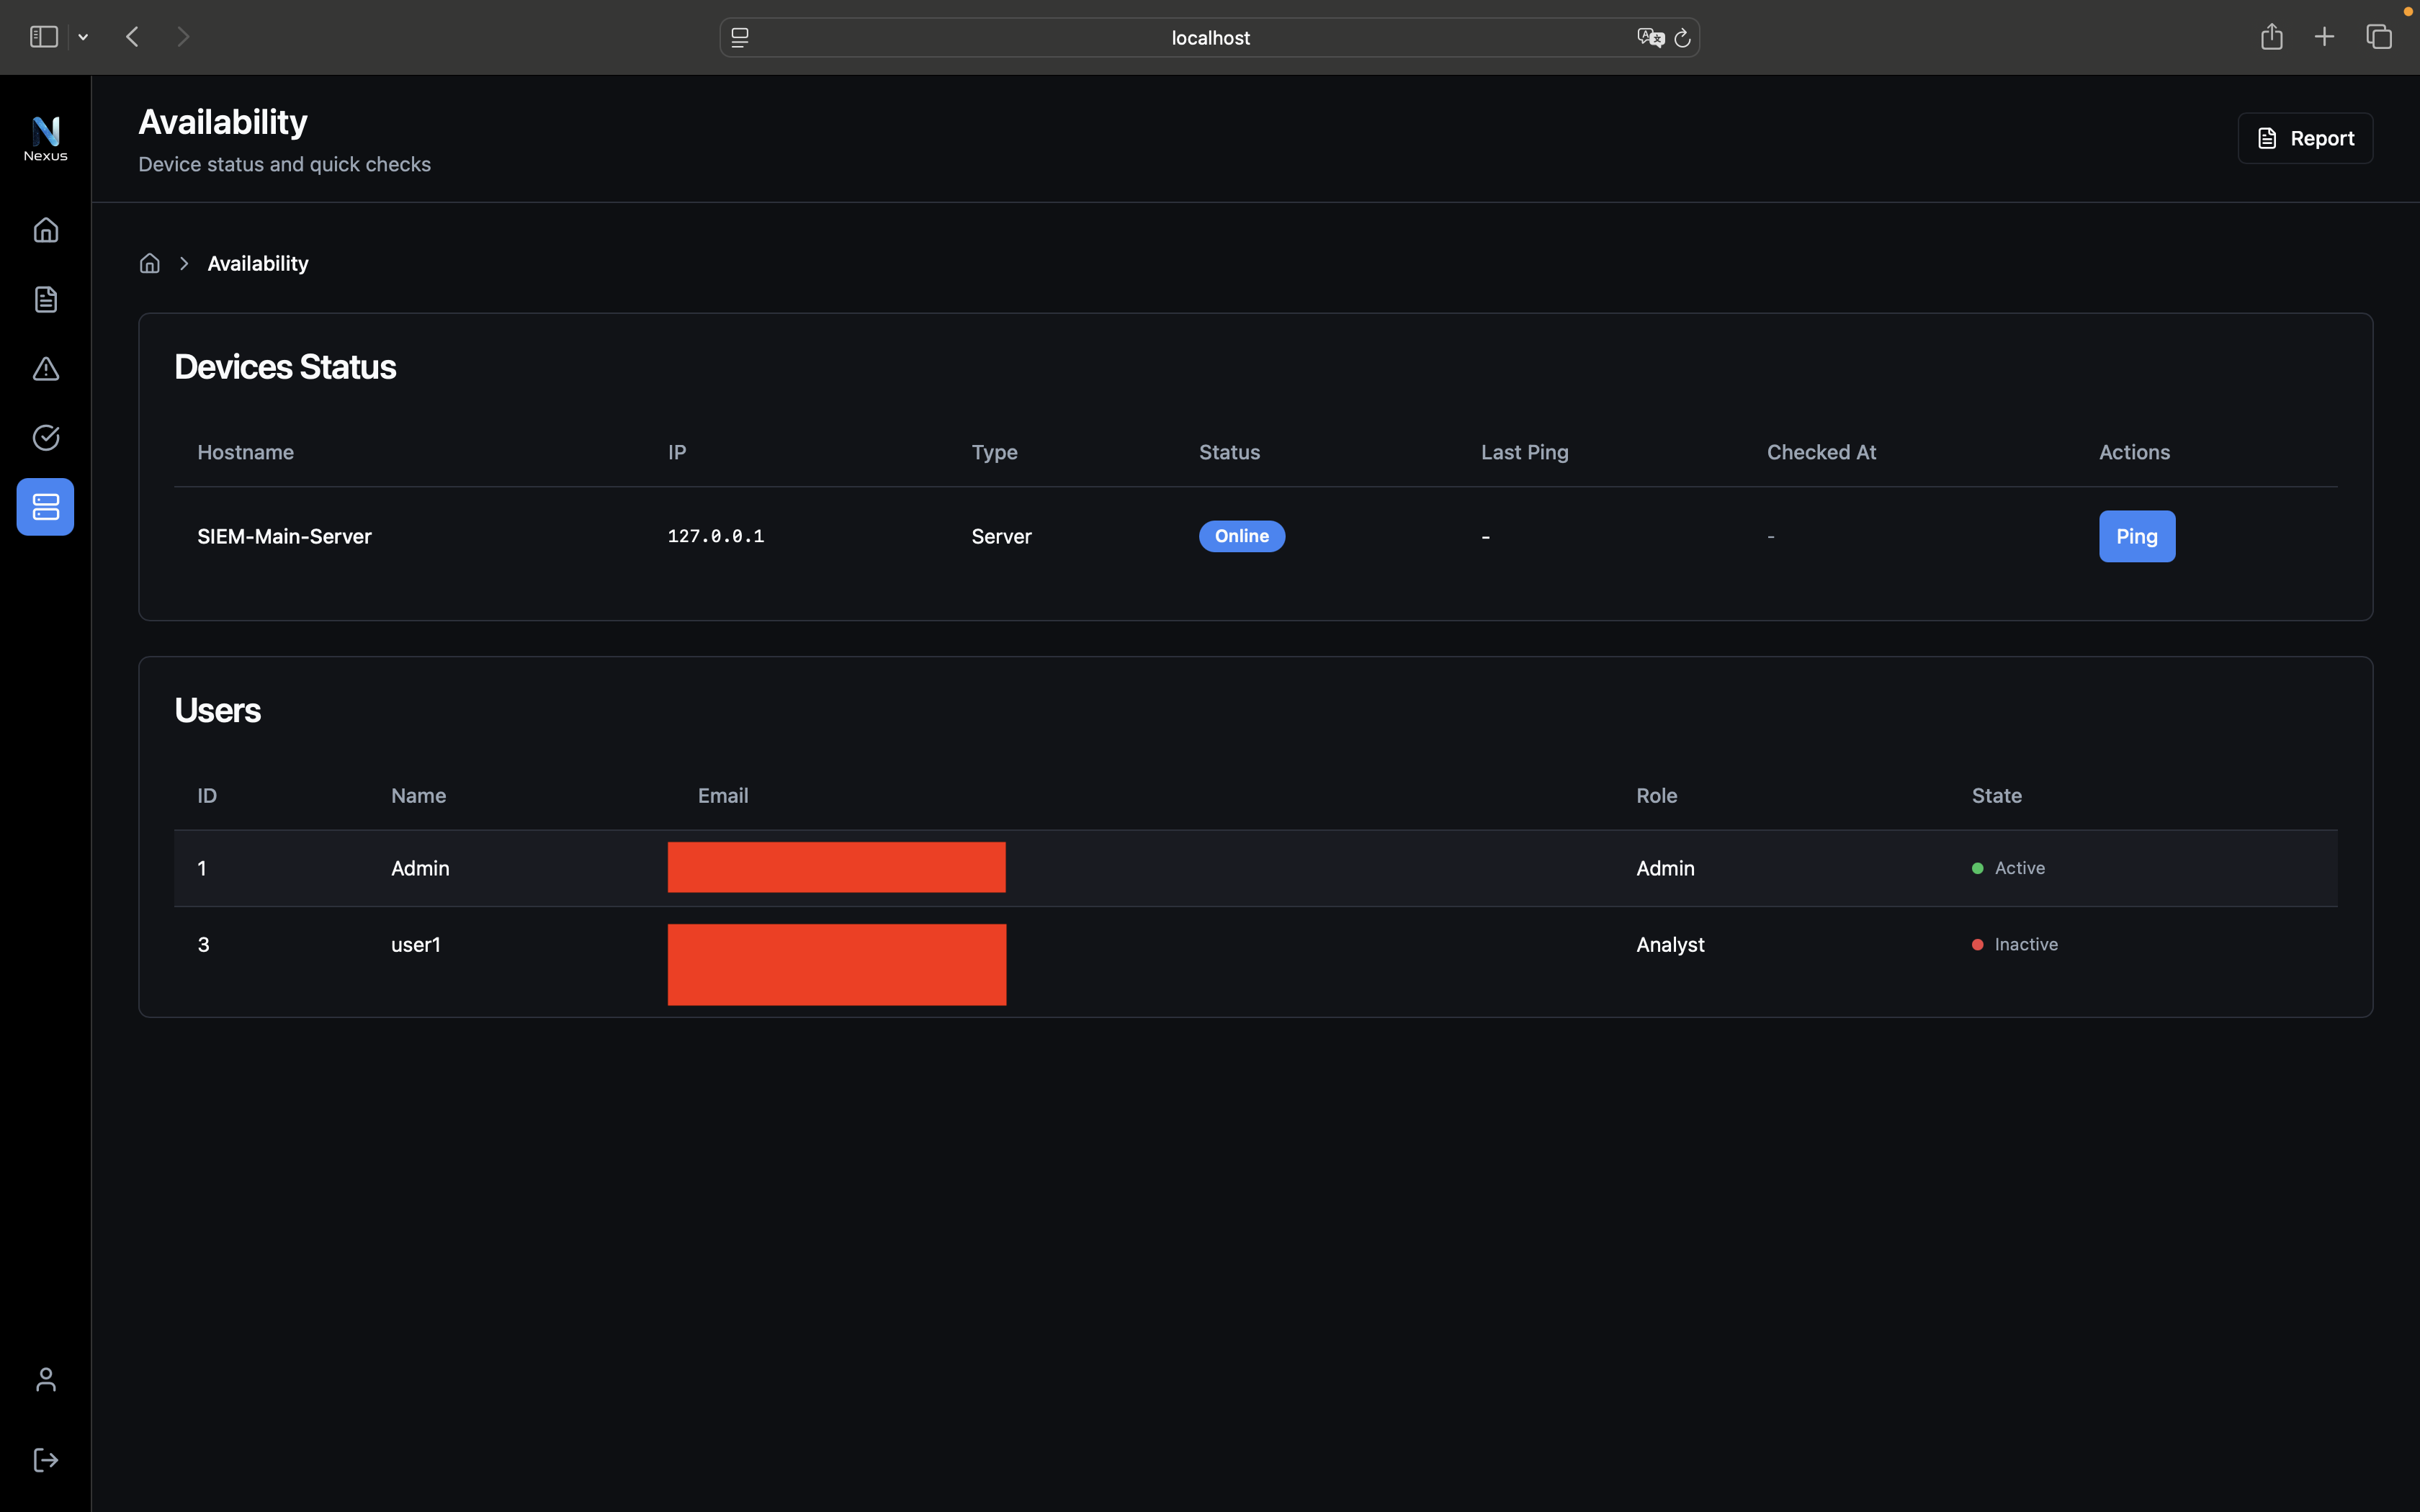 localhost
Nexus
Availability
Device status and quick checks
Report
Availability
Devices Status
Hostname IP Type Status Last Ping Checked At Actions
SIEM-Main-Server 127.0.0.1 Server Online - - Ping
Users
ID Name Email Role State
1 Admin Admin Active
3 user1 Analyst Inactive